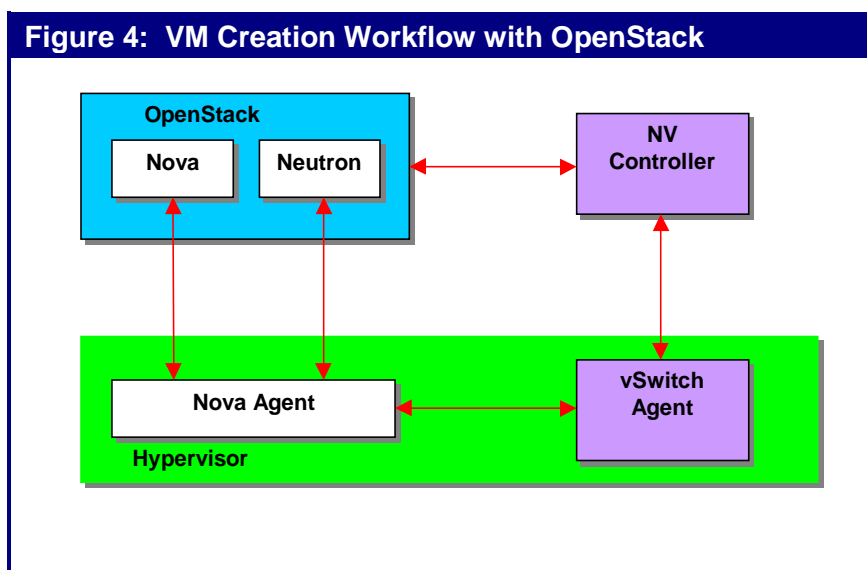 Figure 4: VM Creation Workflow with OpenStack
OpenStack
Nova
Neutron
NV
Controller
Nova Agent
vSwitch
Agent
Hypervisor